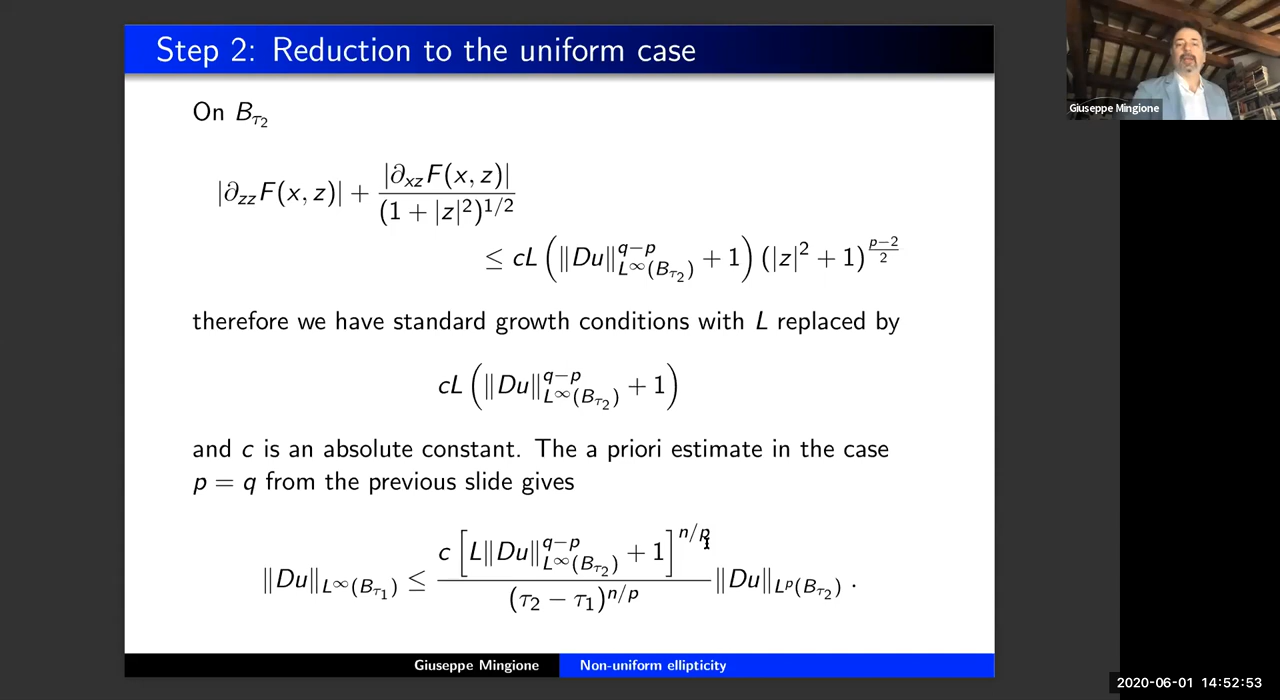 Step 2: Reduction to the uniform case
Giuseppe Mingione
On B_{τ_2}
|∂_{zz}F(x, z)| + \frac{|∂_{xz}F(x, z)|}{(1 + |z|^2)^{1/2}}
≤ cL (‖Du‖^{q−p}_{L^∞(B_{τ_2})} + 1) (|z|^2 + 1)^{\frac{p−2}{2}}
therefore we have standard growth conditions with L replaced by
cL (‖Du‖^{q−p}_{L^∞(B_{τ_2})} + 1)
and c is an absolute constant. The a priori estimate in the case
p = q from the previous slide gives
‖Du‖_{L^∞(B_{τ_1})} ≤ \frac{c [L‖Du‖^{q−p}_{L^∞(B_{τ_2})} + 1]^{n/p}}{(τ_2 − τ_1)^{n/p}} ‖Du‖_{L^p(B_{τ_2})} .
Giuseppe Mingione
Non-uniform ellipticity
2020-06-01 14:52:53